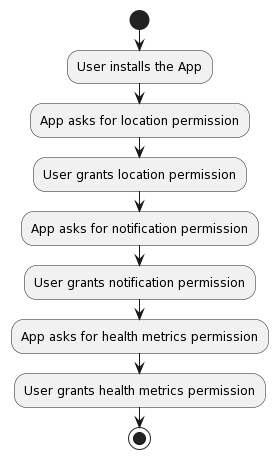 User installs the App
App asks for location permission
User grants location permission
App asks for notification permission
User grants notification permission
App asks for health metrics permission
User grants health metrics permission